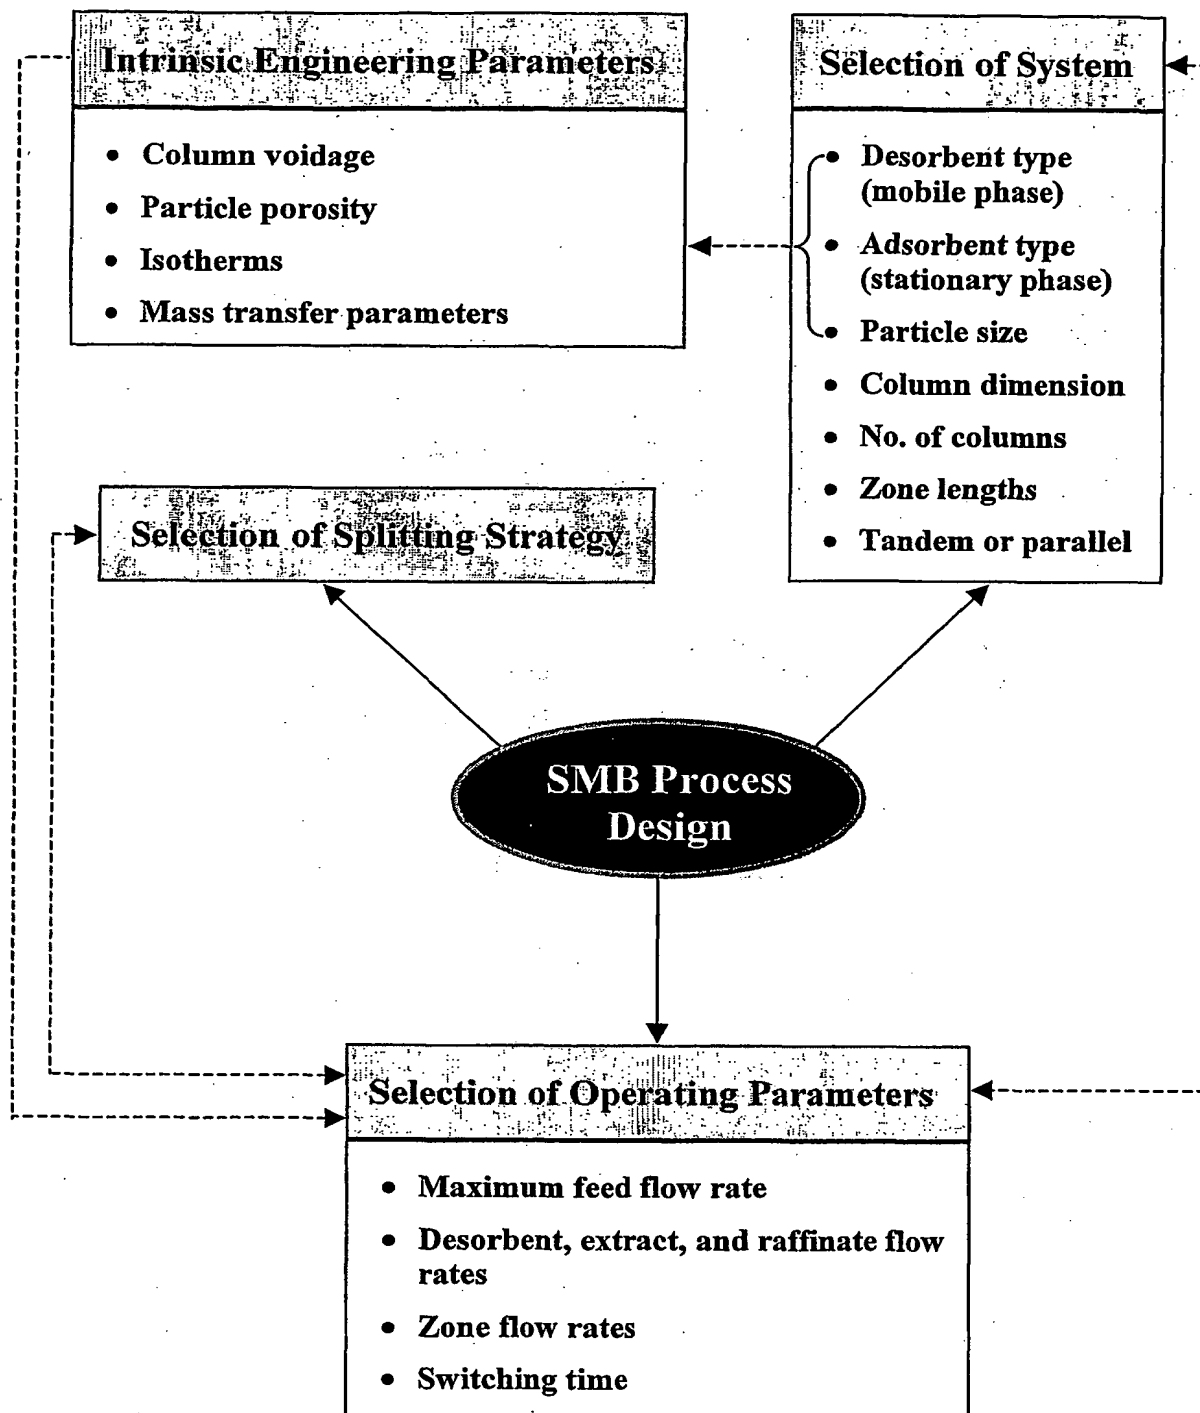 Intrinsic Engineering Parameters
• Column voidage
• Particle porosity
• Isotherms
• Mass transfer parameters
Selection of System
• Desorbent type
(mobile phase)
• Adsorbent type
(stationary phase)
• Particle size
• Column dimension
• No. of columns
• Zone lengths
• Tandem or parallel
Selection of Splitting Strategy
SMB Process
Design
Selection of Operating Parameters
• Maximum feed flow rate
• Desorbent, extract, and raffinate flow
rates
• Zone flow rates
• Switching time